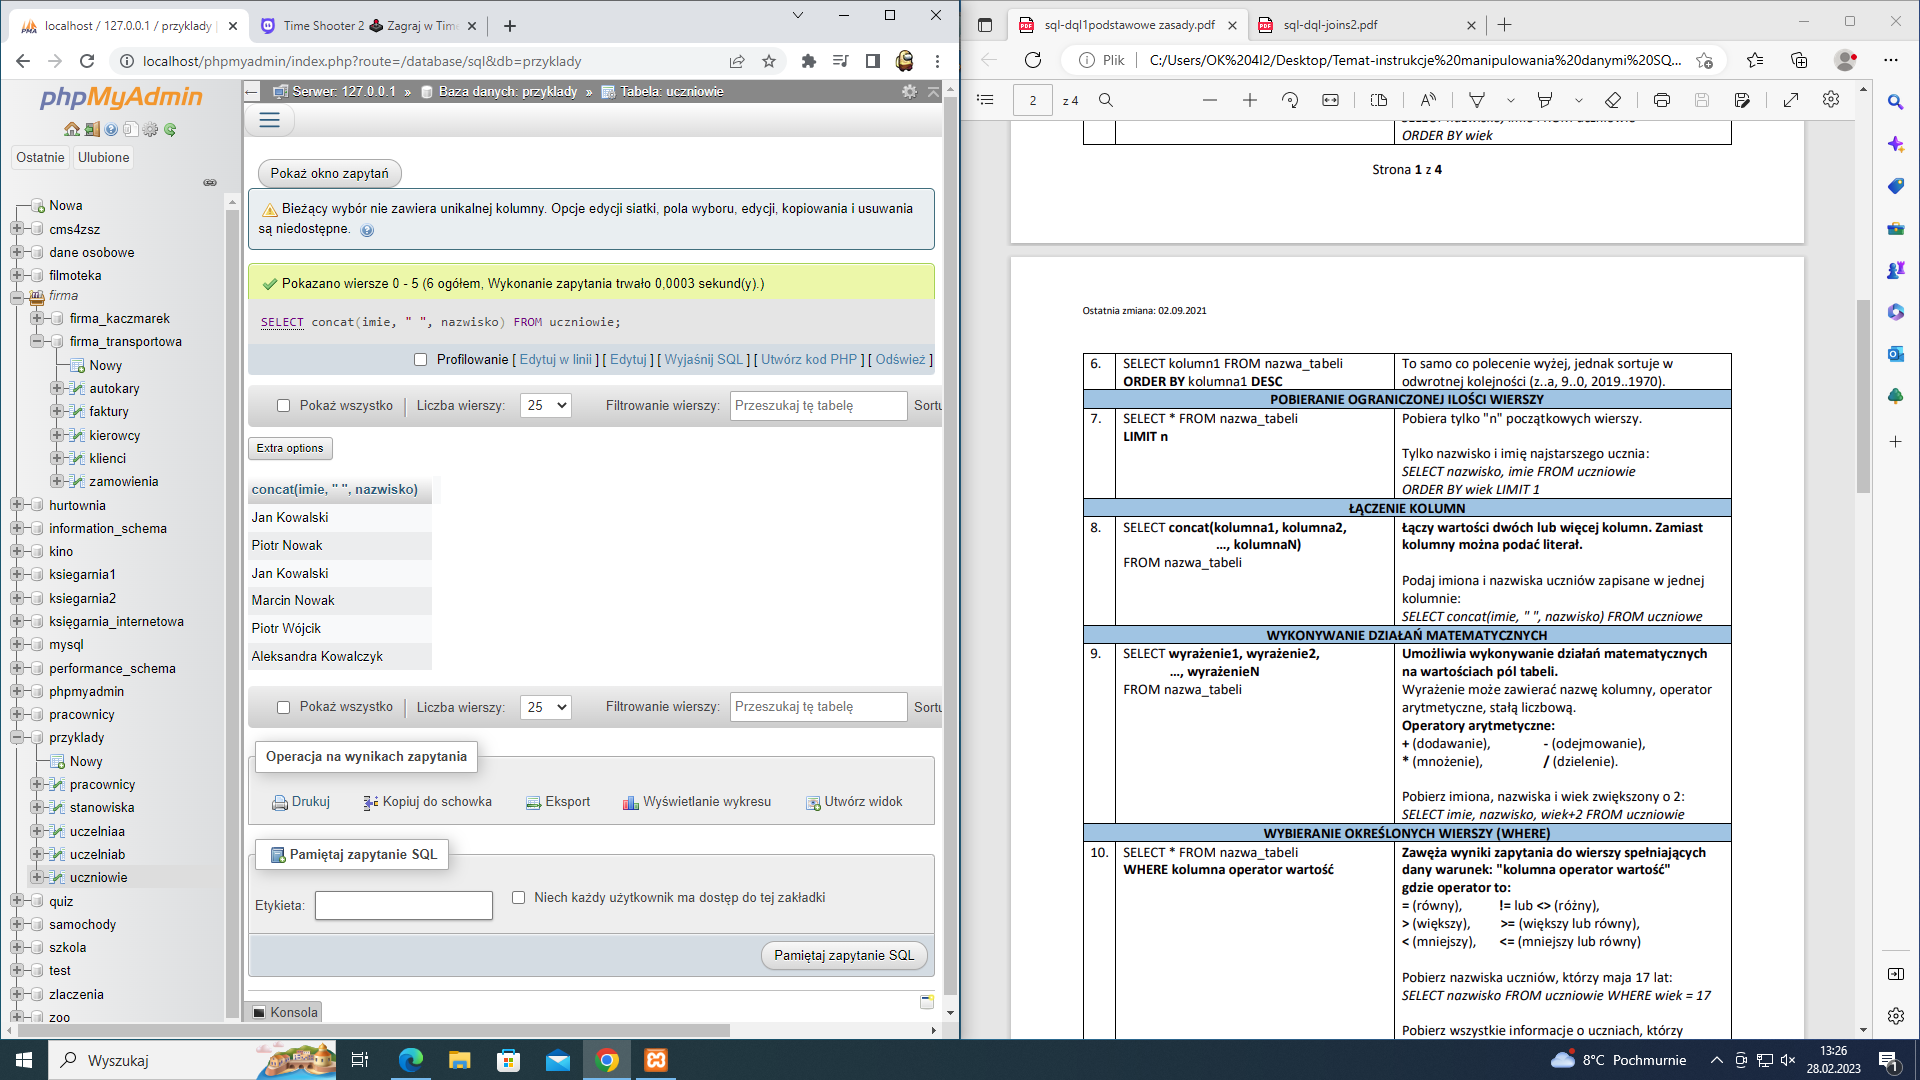 localhost / 127.0.0.1 / przyklady |
Time Shooter 2 Zagraj w Time
localhost/phpmyadmin/index.php?route=/database/sql&db=przyklady
phpMyAdmin
Ostatnie
Ulubione
Nowa
cms4zsz
dane osobowe
filmoteka
firma
firma_kaczmarek
firma_transportowa
Nowy
autokary
faktury
kierowcy
klienci
zamowienia
hurtownia
information_schema
kino
ksiegarnia1
ksiegarnia2
księgarnia_internetowa
mysql
performance_schema
phpmyadmin
pracownicy
przyklady
Nowy
pracownicy
stanowiska
uczelniaa
uczelniab
uczniowie
quiz
samochody
szkola
test
zlaczenia
zoo
Serwer: 127.0.0.1 » Baza danych: przyklady » Tabela: uczniowie
Pokaż okno zapytań
Bieżący wybór nie zawiera unikalnej kolumny. Opcje edycji siatki, pola wyboru, edycji, kopiowania i usuwania
są niedostępne.
Pokazano wiersze 0 - 5 (6 ogółem, Wykonanie zapytania trwało 0,0003 sekund(y).)
SELECT concat(imie, " ", nazwisko) FROM uczniowie;
Profilowanie [ Edytuj w linii ] [ Edytuj ] [ Wyjaśnij SQL ] [ Utwórz kod PHP ] [ Odśwież ]
Pokaż wszystko
Liczba wierszy:
25
Filtrowanie wierszy:
Przeszukaj tę tabelę
Sortu
Extra options
concat(imie, " ", nazwisko)
Jan Kowalski
Piotr Nowak
Jan Kowalski
Marcin Nowak
Piotr Wójcik
Aleksandra Kowalczyk
Pokaż wszystko
Liczba wierszy:
25
Filtrowanie wierszy:
Przeszukaj tę tabelę
Sortu
Operacja na wynikach zapytania
Drukuj
Kopiuj do schowka
Eksport
Wyświetlanie wykresu
Utwórz widok
Pamiętaj zapytanie SQL
Etykieta:
Niech każdy użytkownik ma dostęp do tej zakładki
Pamiętaj zapytanie SQL
Konsola
sql-dql1podstawowe zasady.pdf
sql-dql-joins2.pdf
Plik
C:/Users/OK%204I2/Desktop/Temat-instrukcje%20manipulowania%20danymi%20SQ...
2
z 4
ORDER BY wiek
Strona 1 z 4
Ostatnia zmiana: 02.09.2021
6.
SELECT kolumn1 FROM nazwa_tabeli
ORDER BY kolumna1 DESC
To samo co polecenie wyżej, jednak sortuje w
odwrotnej kolejności (z..a, 9..0, 2019..1970).
POBIERANIE OGRANICZONEJ ILOŚCI WIERSZY
7.
SELECT * FROM nazwa_tabeli
LIMIT n
Pobiera tylko "n" początkowych wierszy.
Tylko nazwisko i imię najstarszego ucznia:
SELECT nazwisko, imie FROM uczniowie
ORDER BY wiek LIMIT 1
ŁĄCZENIE KOLUMN
8.
SELECT concat(kolumna1, kolumna2,
…, kolumnaN)
FROM nazwa_tabeli
Łączy wartości dwóch lub więcej kolumn. Zamiast
kolumny można podać literał.
Podaj imiona i nazwiska uczniów zapisane w jednej
kolumnie:
SELECT concat(imie, " ", nazwisko) FROM uczniowe
WYKONYWANIE DZIAŁAŃ MATEMATYCZNYCH
9.
SELECT wyrażenie1, wyrażenie2,
…, wyrażenieN
FROM nazwa_tabeli
Umożliwia wykonywanie działań matematycznych
na wartościach pól tabeli.
Wyrażenie może zawierać nazwę kolumny, operator
arytmetyczne, stałą liczbową.
Operatory arytmetyczne:
+ (dodawanie), - (odejmowanie),
* (mnożenie), / (dzielenie).
Pobierz imiona, nazwiska i wiek zwiększony o 2:
SELECT imie, nazwisko, wiek+2 FROM uczniowie
WYBIERANIE OKREŚLONYCH WIERSZY (WHERE)
10.
SELECT * FROM nazwa_tabeli
WHERE kolumna operator wartość
Zawęża wyniki zapytania do wierszy spełniających
dany warunek: "kolumna operator wartość"
gdzie operator to:
= (równy), != lub <> (różny),
> (większy), >= (większy lub równy),
< (mniejszy), <= (mniejszy lub równy)
Pobierz nazwiska uczniów, którzy maja 17 lat:
SELECT nazwisko FROM uczniowie WHERE wiek = 17
Pobierz wszystkie informacje o uczniach, którzy
Wyszukaj
8°C Pochmurnie
13:26
28.02.2023
1